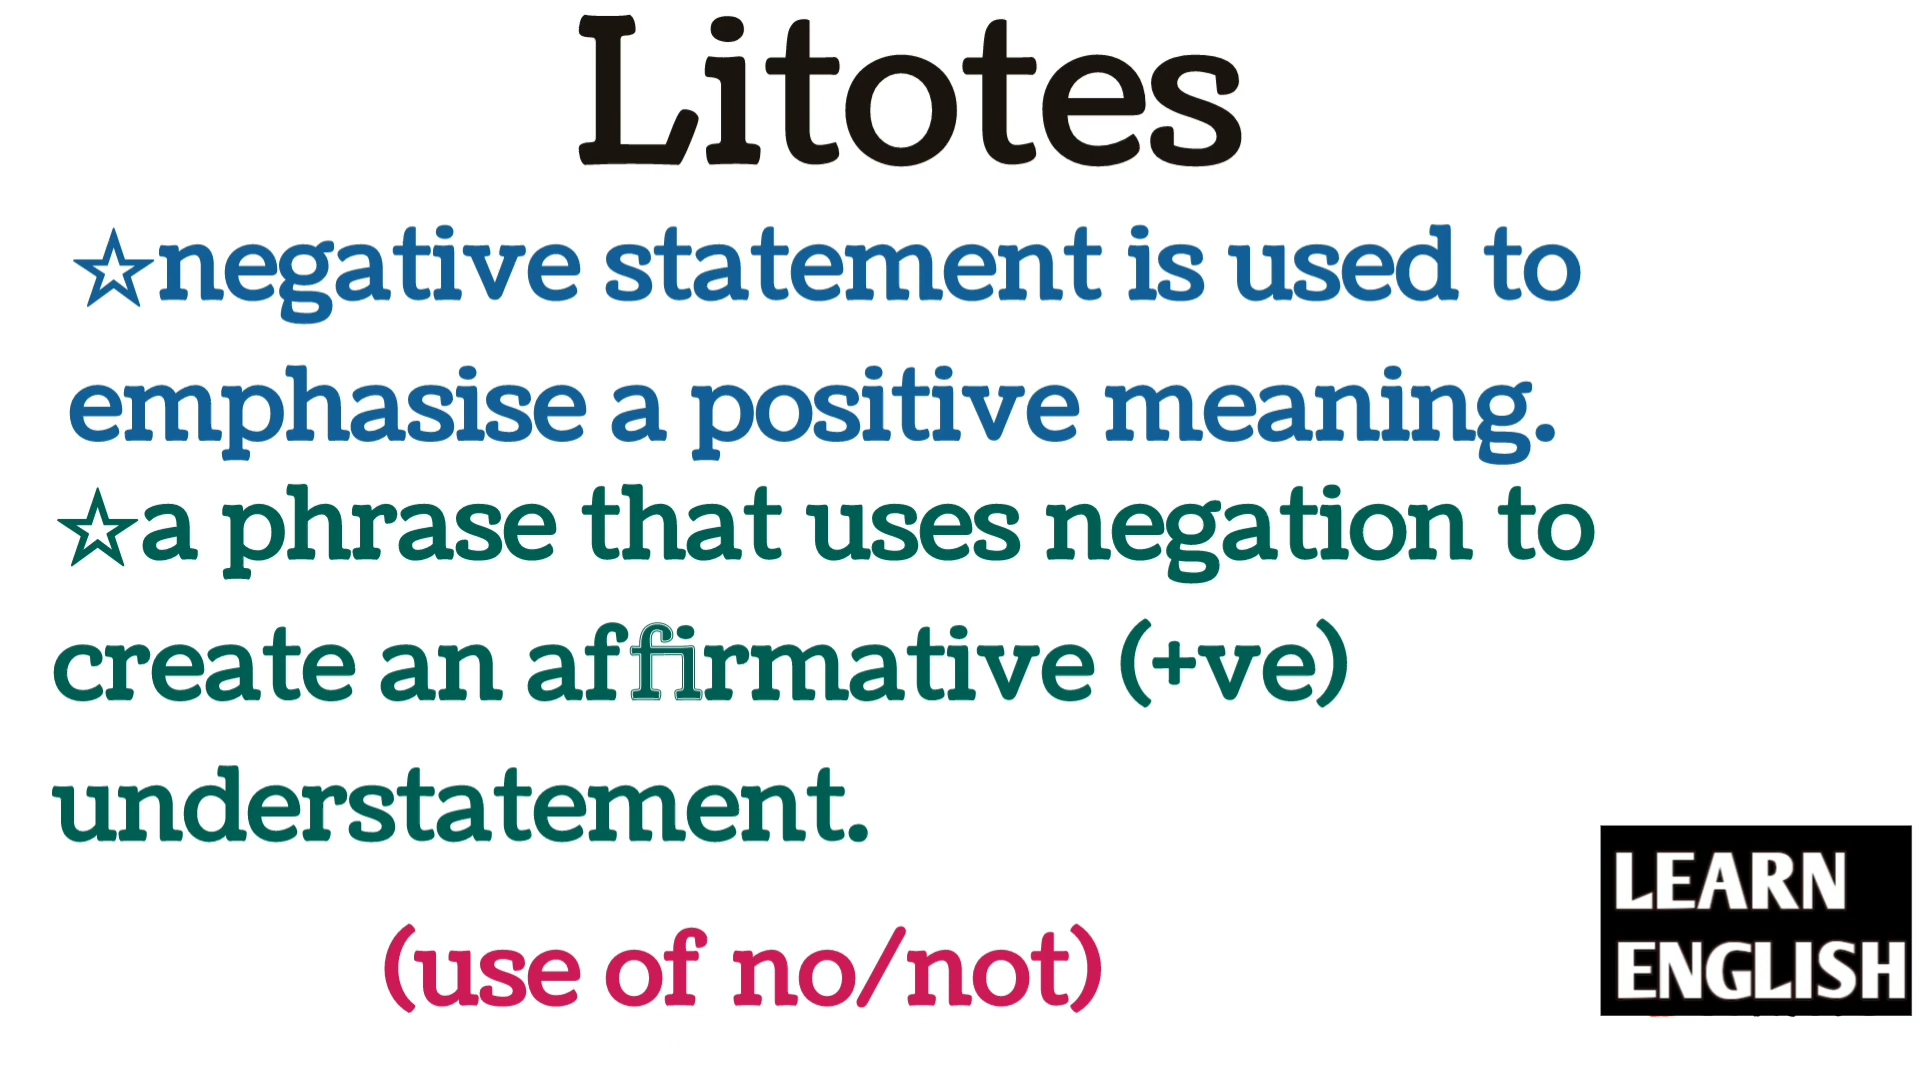 Litotes
☆negative statement is used to
emphasise a positive meaning.
☆a phrase that uses negation to
create an affirmative (+ve)
understatement.
(use of no/not)
LEARN
ENGLISH